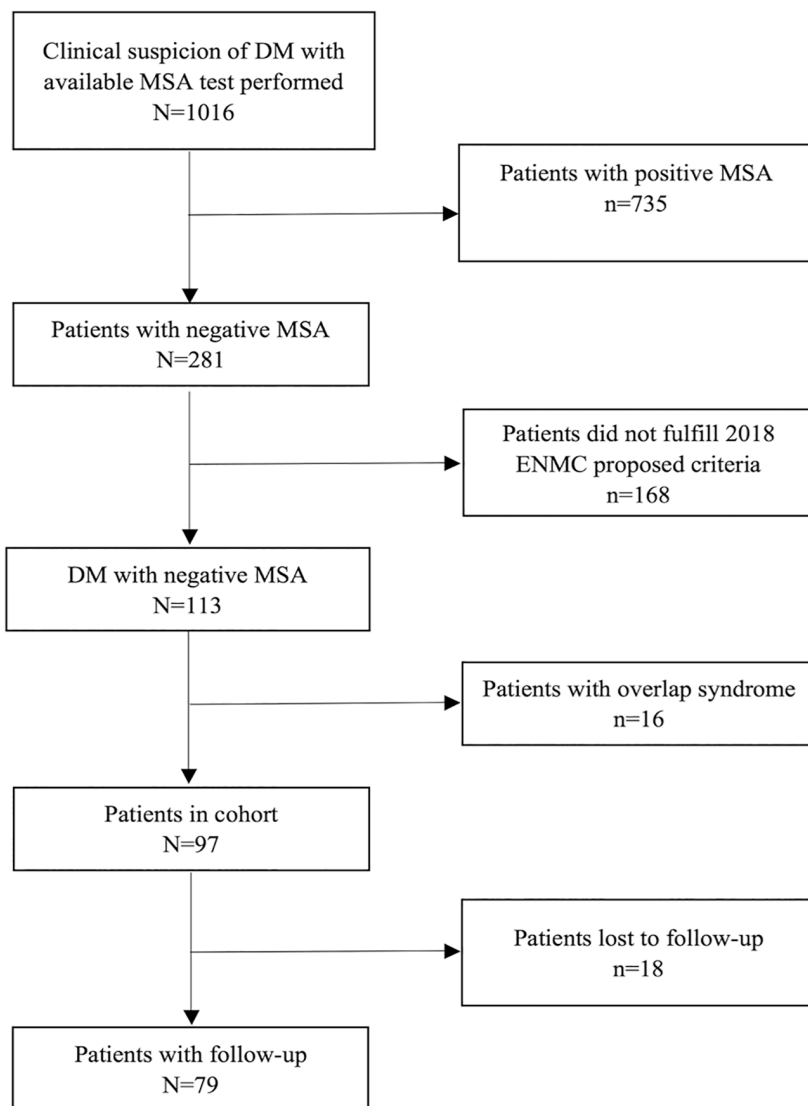 Clinical suspicion of DM with
available MSA test performed
N=1016
Patients with positive MSA
n=735
Patients with negative MSA
N=281
Patients did not fulfill 2018
ENMC proposed criteria
n=168
DM with negative MSA
N=113
Patients with overlap syndrome
n=16
Patients in cohort
N=97
Patients lost to follow-up
n=18
Patients with follow-up
N=79